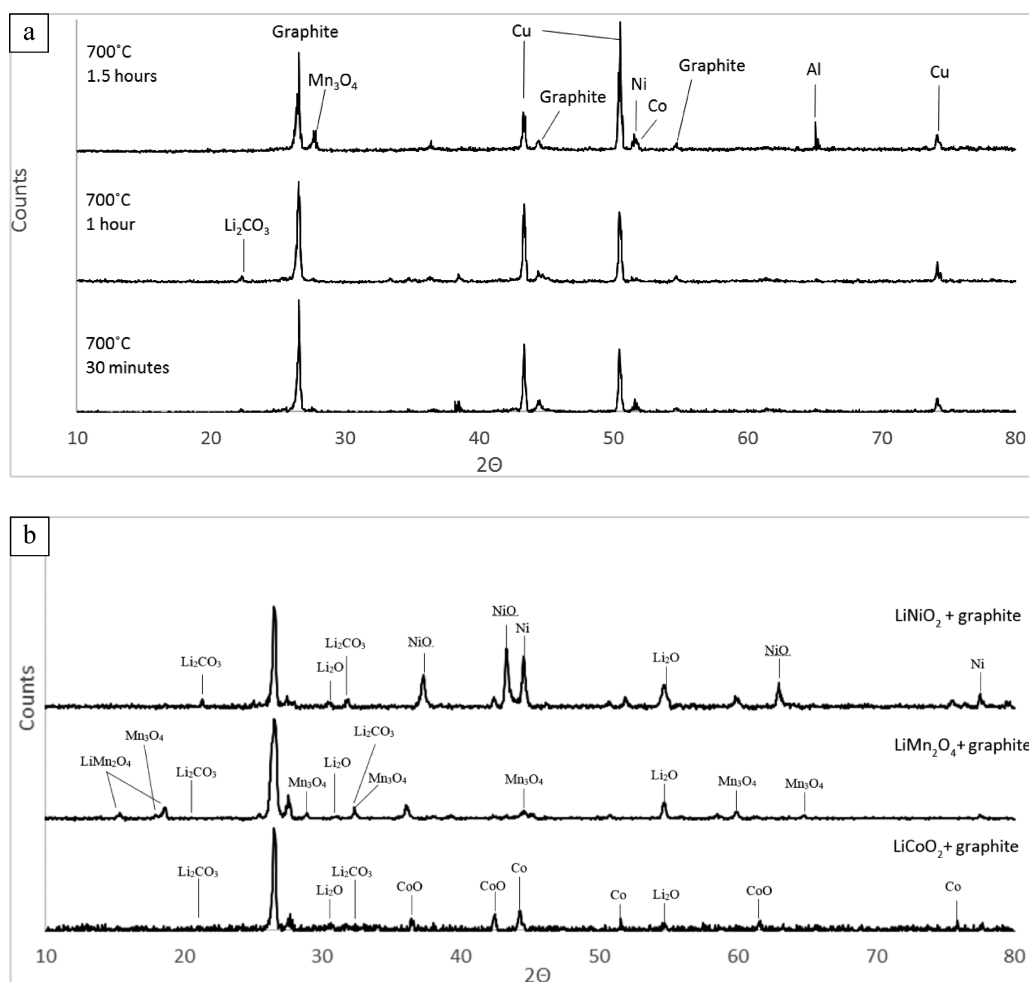 a
700˚C
1.5 hours
Graphite
Mn₃O₄
Cu
Graphite
Ni
Co
Graphite
Al
Cu
700˚C
1 hour
Li₂CO₃
700˚C
30 minutes
Counts
10 20 30 40 50 60 70 80
2Θ
b
LiNiO₂ + graphite
Li₂CO₃
Li₂O
Li₂CO₃
NiO
NiO
Ni
Li₂O
NiO
Ni
LiMn₂O₄ + graphite
LiMn₂O₄
Mn₃O₄
Li₂CO₃
Mn₃O₄
Li₂O
Li₂CO₃
Mn₃O₄
Mn₃O₄
Li₂O
Mn₃O₄
Mn₃O₄
LiCoO₂ + graphite
Li₂CO₃
Li₂O
Li₂CO₃
CoO
CoO
Co
Co
Li₂O
CoO
Co
Counts
10 20 30 40 50 60 70 80
2Θ